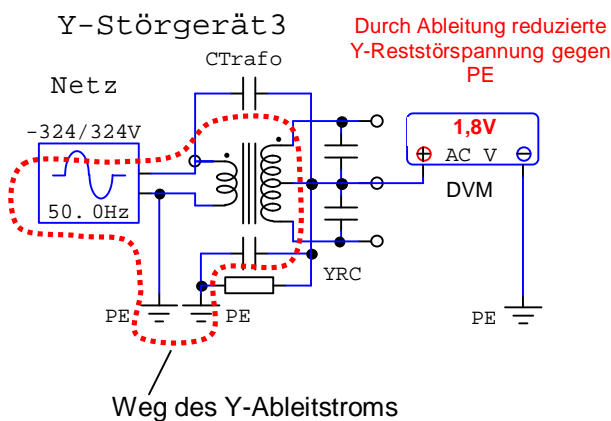 Y-Störgerät3
Durch Ableitung reduzierte
Y-Reststörspannung gegen
PE
CTrafo
Netz
-324/324V
50.0Hz
1,8V
+ AC V -
DVM
YRC
PE
PE
PE
Weg des Y-Ableitstroms